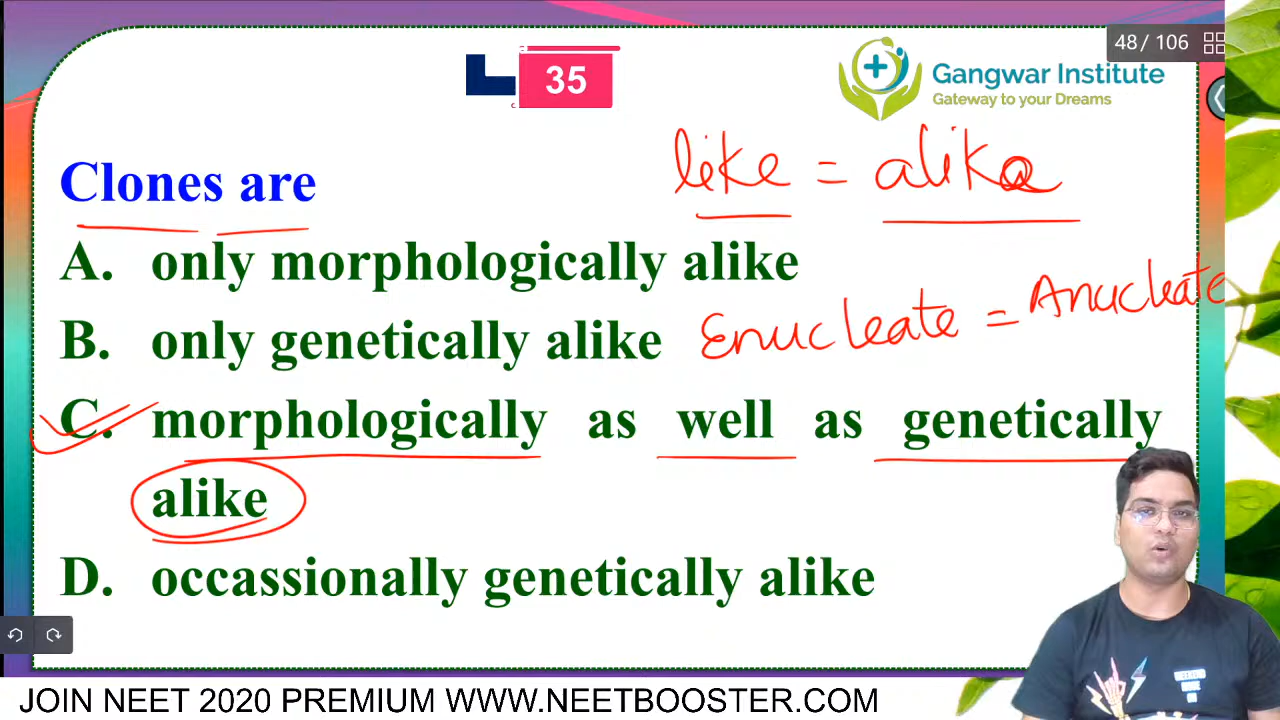 48 / 106
35
Gangwar Institute
Gateway to your Dreams
like = alike
Clones are
A. only morphologically alike
B. only genetically alike
Enucleate = Anucleate
C. morphologically as well as genetically
alike
D. occassionally genetically alike
JOIN NEET 2020 PREMIUM WWW.NEETBOOSTER.COM